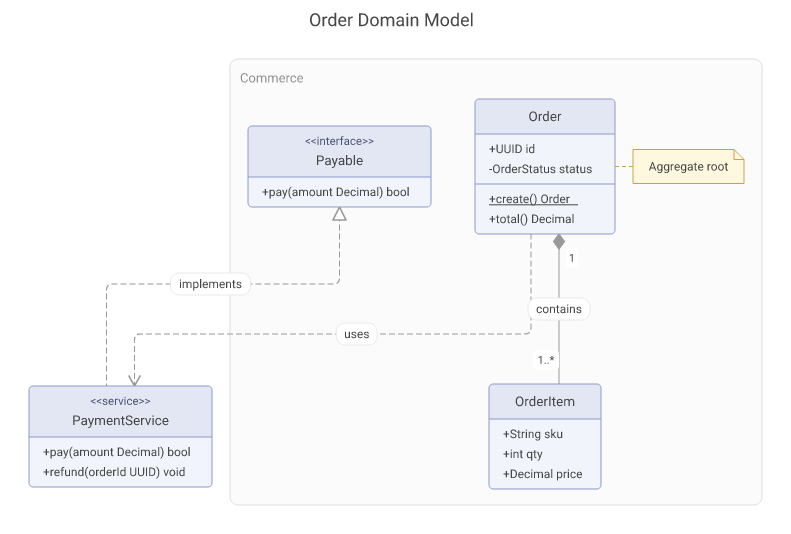 Order Domain Model
Commerce
<<interface>>
Payable
+pay(amount Decimal) bool
Order
+UUID id
-OrderStatus status
+create() Order
+total() Decimal
Aggregate root
1
implements
contains
uses
1..*
<<service>>
PaymentService
+pay(amount Decimal) bool
+refund(orderId UUID) void
OrderItem
+String sku
+int qty
+Decimal price